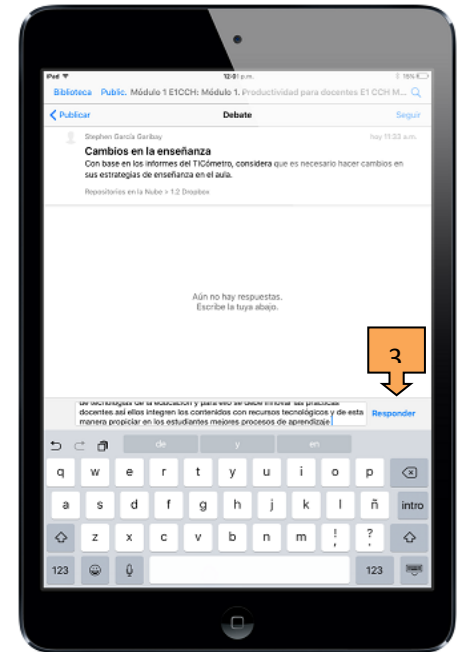 iPad 12:01 p.m. 15%
Biblioteca Public. Módulo 1 E1CCH: Módulo 1. Productividad para docentes E1 CCH M...
Publicar Debate Seguir
Stephen García Garibay hoy 11:33 a.m.
Cambios en la enseñanza
Con base en los informes del TICómetro, considera que es necesario hacer cambios en
sus estrategias de enseñanza en el aula.
Repositorios en la Nube > 1.2 Dropbox
Aún no hay respuestas.
Escribe la tuya abajo.
3
de tecnologías de la educación y para ello se debe innovar las prácticas
docentes así ellos integren los contenidos con recursos tecnológicos y de esta
manera propiciar en los estudiantes mejores procesos de aprendizaje
Responder
de y en
q w e r t y u i o p
a s d f g h j k l ñ intro
z x c v b n m ! , ? .
123 123